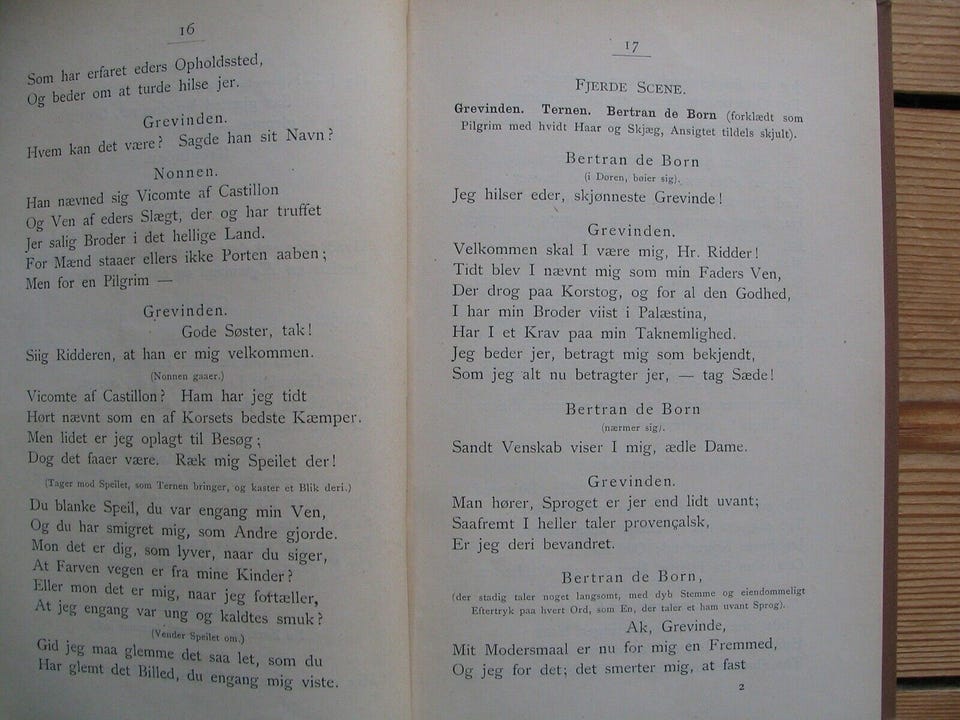 16
Som har erfaret eders Opholdssted,
Og beder om at turde hilse jer.
Grevinden.
Hvem kan det være? Sagde han sit Navn?
Nonnen.
Han nævned sig Vicomte af Castillon
Og Ven af eders Slægt, der og har truffet
Jer salig Broder i det hellige Land.
For Mænd staaer ellers ikke Porten aaben;
Men for en Pilgrim —
Grevinden.
Gode Søster, tak!
Siig Ridderen, at han er mig velkommen.
(Nonnen gaaer.)
Vicomte af Castillon? Ham har jeg tidt
Hørt nævnt som en af Korsets bedste Kæmper.
Men lidet er jeg oplagt til Besøg;
Dog det faaer være. Ræk mig Speilet der!
(Tager mod Speilet, som Ternen bringer, og kaster et Blik deri.)
Du blanke Speil, du var engang min Ven,
Og du har smigret mig, som Andre gjorde.
Mon det er dig, som lyver, naar du siger,
At Farven vegen er fra mine Kinder?
Eller mon det er mig, naar jeg fortæller,
At jeg engang var ung og kaldtes smuk?
(Vender Speilet om.)
Gid jeg maa glemme det saa let, som du
Har glemt det Billed, du engang mig viste.
17
FJERDE SCENE.
Grevinden. Ternen. Bertran de Born (forklædt som
Pilgrim med hvidt Haar og Skjæg, Ansigtet tildels skjult).
Bertran de Born
(i Døren, bøier sig).
Jeg hilser eder, skjønneste Grevinde!
Grevinden.
Velkommen skal I være mig, Hr. Ridder!
Tidt blev I nævnt mig som min Faders Ven,
Der drog paa Korstog, og for al den Godhed,
I har min Broder viist i Palæstina,
Har I et Krav paa min Taknemlighed.
Jeg beder jer, betragt mig som bekjendt,
Som jeg alt nu betragter jer, — tag Sæde!
Bertran de Born
(nærmer sig).
Sandt Venskab viser I mig, ædle Dame.
Grevinden.
Man hører, Sproget er jer end lidt uvant;
Saafremt I heller taler provençalsk,
Er jeg deri bevandret.
Bertran de Born,
(der stadig taler noget langsomt, med dyb Stemme og eiendommeligt
Eftertryk paa hvert Ord, som En, der taler et ham uvant Sprog).
Ak, Grevinde,
Mit Modersmaal er nu for mig en Fremmed,
Og jeg for det; det smerter mig, at fast
2